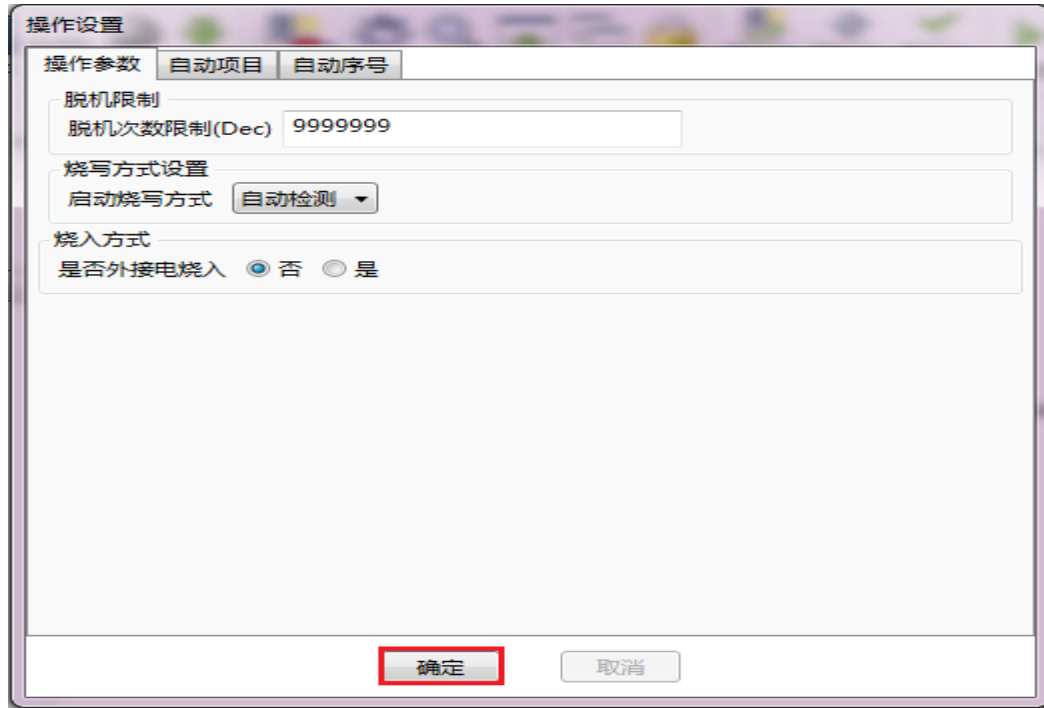 操作设置
操作参数 自动项目 自动序号
脱机限制
脱机次数限制(Dec) 9999999
烧写方式设置
启动烧写方式 自动检测
烧入方式
是否外接电烧入 否 是
确定 取消